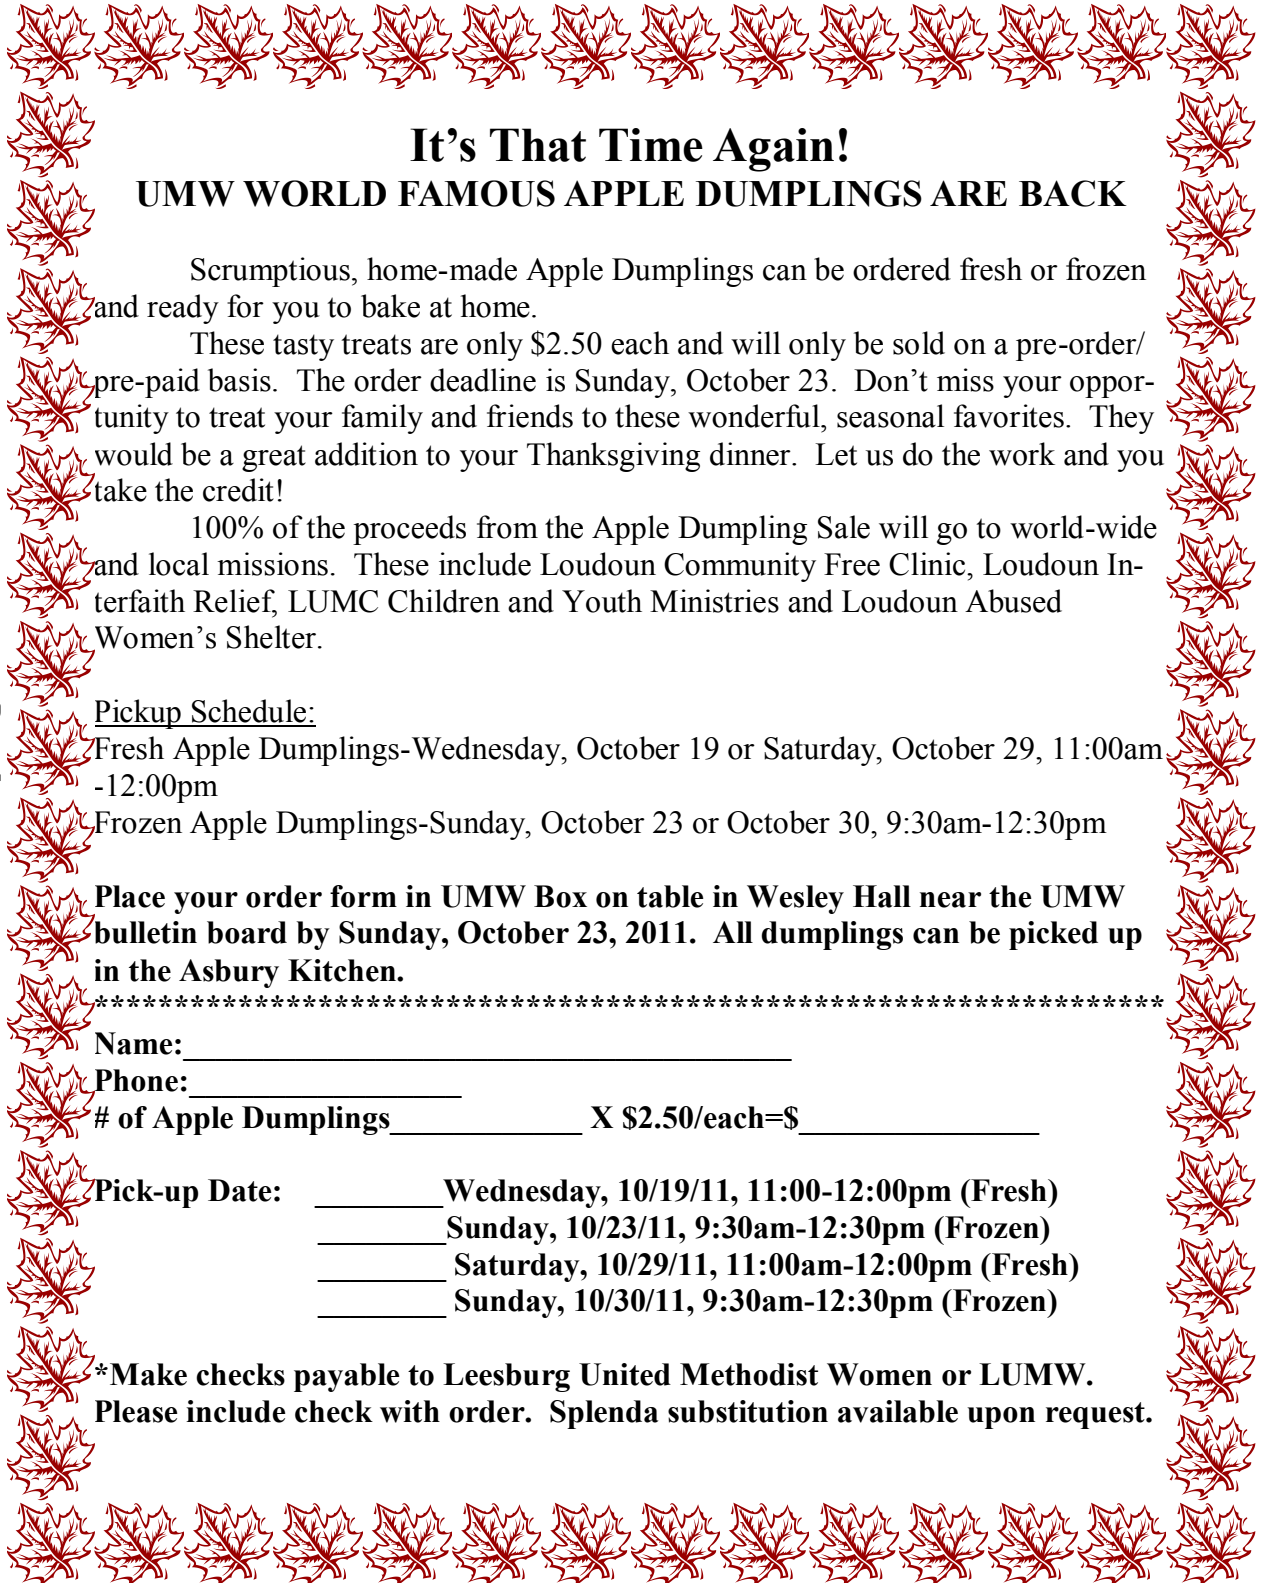 It's That Time Again!
UMW WORLD FAMOUS APPLE DUMPLINGS ARE BACK
Scrumptious, home-made Apple Dumplings can be ordered fresh or frozen
and ready for you to bake at home.
These tasty treats are only $2.50 each and will only be sold on a pre-order/
pre-paid basis.  The order deadline is Sunday, October 23.  Don't miss your oppor-
tunity to treat your family and friends to these wonderful, seasonal favorites.  They
would be a great addition to your Thanksgiving dinner.  Let us do the work and you
take the credit!
100% of the proceeds from the Apple Dumpling Sale will go to world-wide
and local missions.  These include Loudoun Community Free Clinic, Loudoun In-
terfaith Relief, LUMC Children and Youth Ministries and Loudoun Abused
Women's Shelter.
Pickup Schedule:
Fresh Apple Dumplings-Wednesday, October 19 or Saturday, October 29, 11:00am
-12:00pm
Frozen Apple Dumplings-Sunday, October 23 or October 30, 9:30am-12:30pm
Place your order form in UMW Box on table in Wesley Hall near the UMW
bulletin board by Sunday, October 23, 2011.  All dumplings can be picked up
in the Asbury Kitchen.
*******************************************************************
Name:______________________________________
Phone:_________________
# of Apple Dumplings____________ X $2.50/each=$_______________
Pick-up Date: ________Wednesday, 10/19/11, 11:00-12:00pm (Fresh)
________Sunday, 10/23/11, 9:30am-12:30pm (Frozen)
________ Saturday, 10/29/11, 11:00am-12:00pm (Fresh)
________ Sunday, 10/30/11, 9:30am-12:30pm (Frozen)
*Make checks payable to Leesburg United Methodist Women or LUMW.
Please include check with order.  Splenda substitution available upon request.